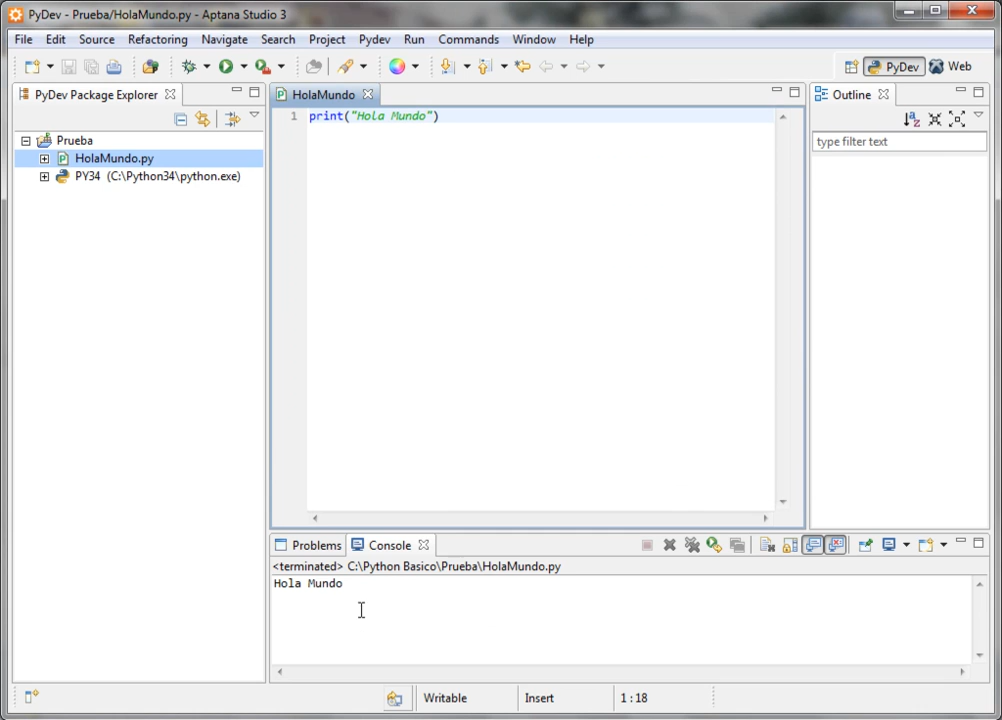 PyDev - Prueba/HolaMundo.py - Aptana Studio 3
File Edit Source Refactoring Navigate Search Project Pydev Run Commands Window Help
PyDev Web
PyDev Package Explorer
Prueba
HolaMundo.py
PY34 (C:\Python34\python.exe)
HolaMundo
1 print("Hola Mundo")
Outline
type filter text
Problems Console
<terminated> C:\Python Basico\Prueba\HolaMundo.py
Hola Mundo
Writable Insert 1:18